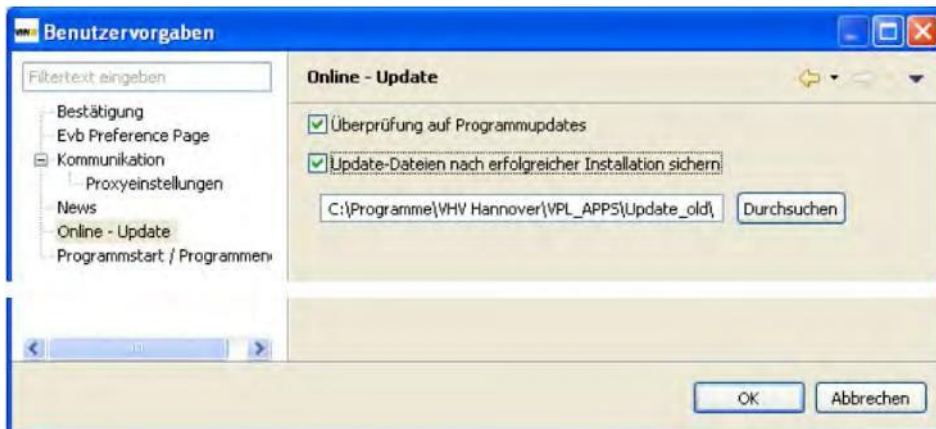 Benutzervorgaben
Filtertext eingeben
Bestätigung
Evb Preference Page
Kommunikation
Proxyeinstellungen
News
Online - Update
Programmstart / Programmen
Online - Update
Überprüfung auf Programmupdates
Update-Dateien nach erfolgreicher Installation sichern
C:\Programme\VHV Hannover\VPL_APPS\Update_old\
Durchsuchen
OK
Abbrechen